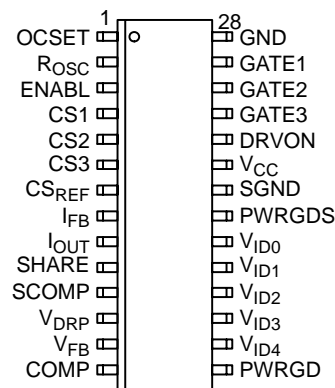 1 28
OCSET GND
ROSC GATE1
ENABL GATE2
CS1 GATE3
CS2 DRVON
CS3 VCC
CSREF SGND
IFB PWRGDS
IOUT VID0
SHARE VID1
SCOMP VID2
VDRP VID3
VFB VID4
COMP PWRGD